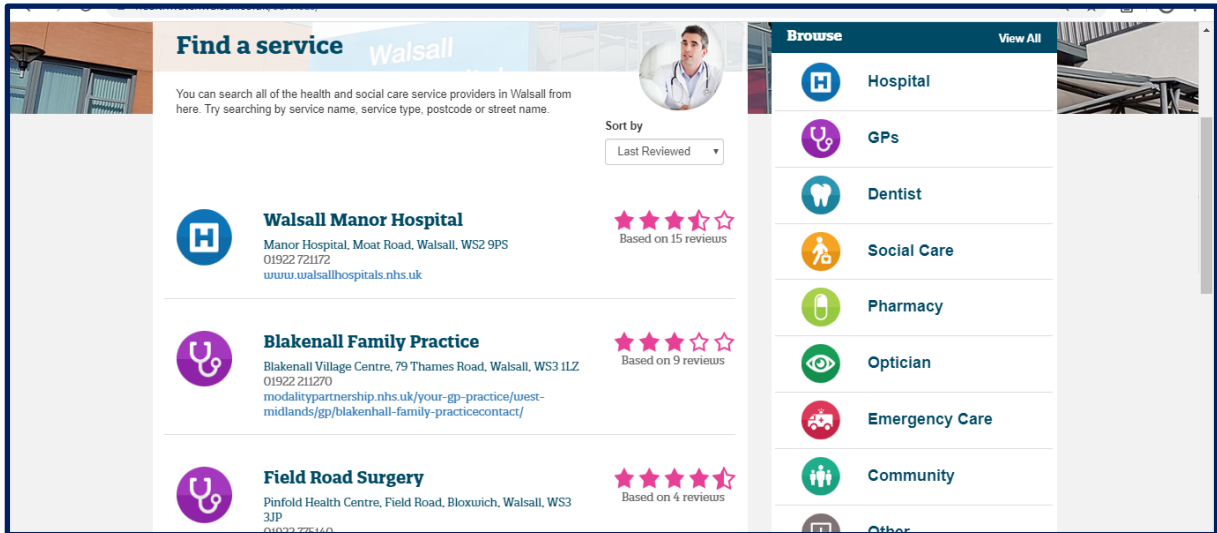 Find a service
Walsall
You can search all of the health and social care service providers in Walsall from
here. Try searching by service name, service type, postcode or street name.
Sort by
Last Reviewed
Walsall Manor Hospital
Manor Hospital, Moat Road, Walsall, WS2 9PS
01922 721172
www.walsallhospitals.nhs.uk
Based on 15 reviews
Blakenall Family Practice
Blakenall Village Centre, 79 Thames Road, Walsall, WS3 1LZ
01922 211270
modalitypartnership.nhs.uk/your-gp-practice/west-
midlands/gp/blakenhall-family-practicecontact/
Based on 9 reviews
Field Road Surgery
Pinfold Health Centre, Field Road, Bloxwich, Walsall, WS3
3JP
01922 775140
Based on 4 reviews
Browse
View All
H
Hospital
GPs
Dentist
Social Care
Pharmacy
Optician
Emergency Care
Community
Other